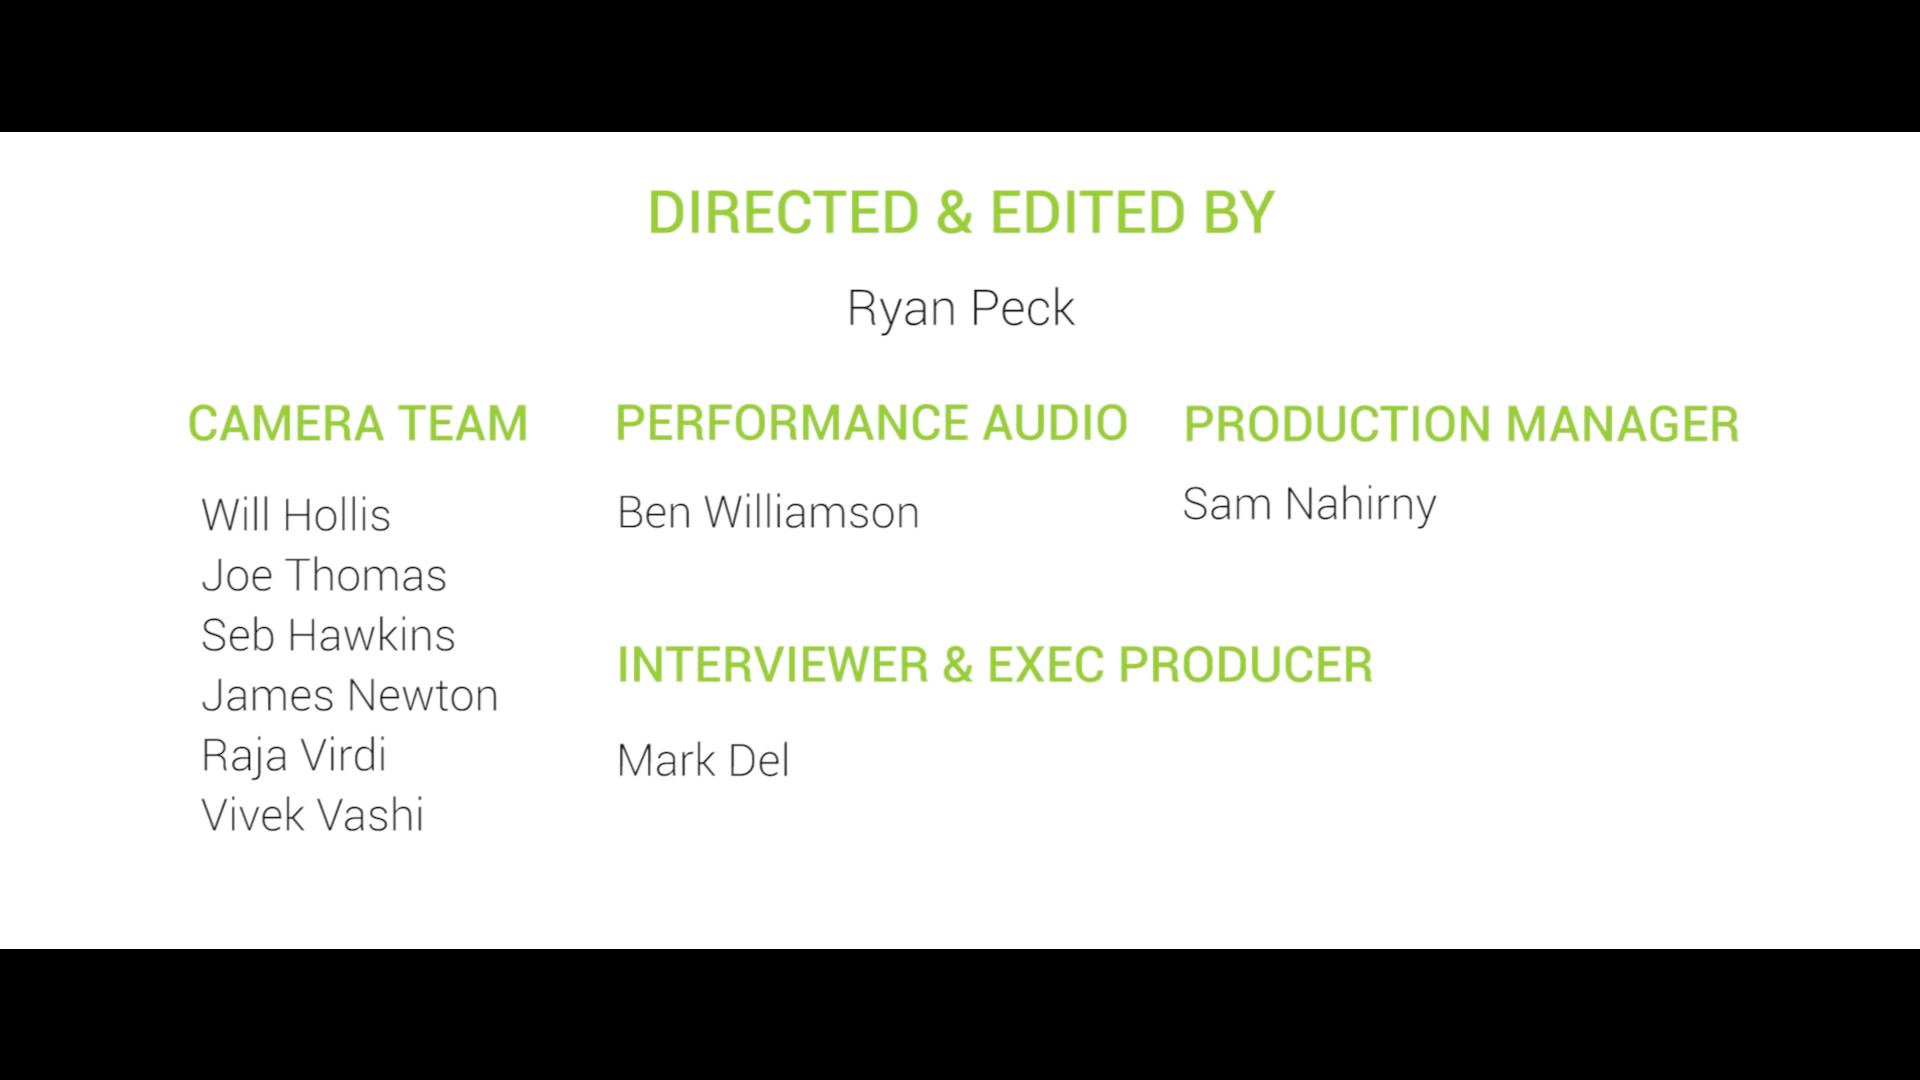 DIRECTED & EDITED BY
Ryan Peck
CAMERA TEAM
Will Hollis
Joe Thomas
Seb Hawkins
James Newton
Raja Virdi
Vivek Vashi
PERFORMANCE AUDIO
Ben Williamson
PRODUCTION MANAGER
Sam Nahirny
INTERVIEWER & EXEC PRODUCER
Mark Del